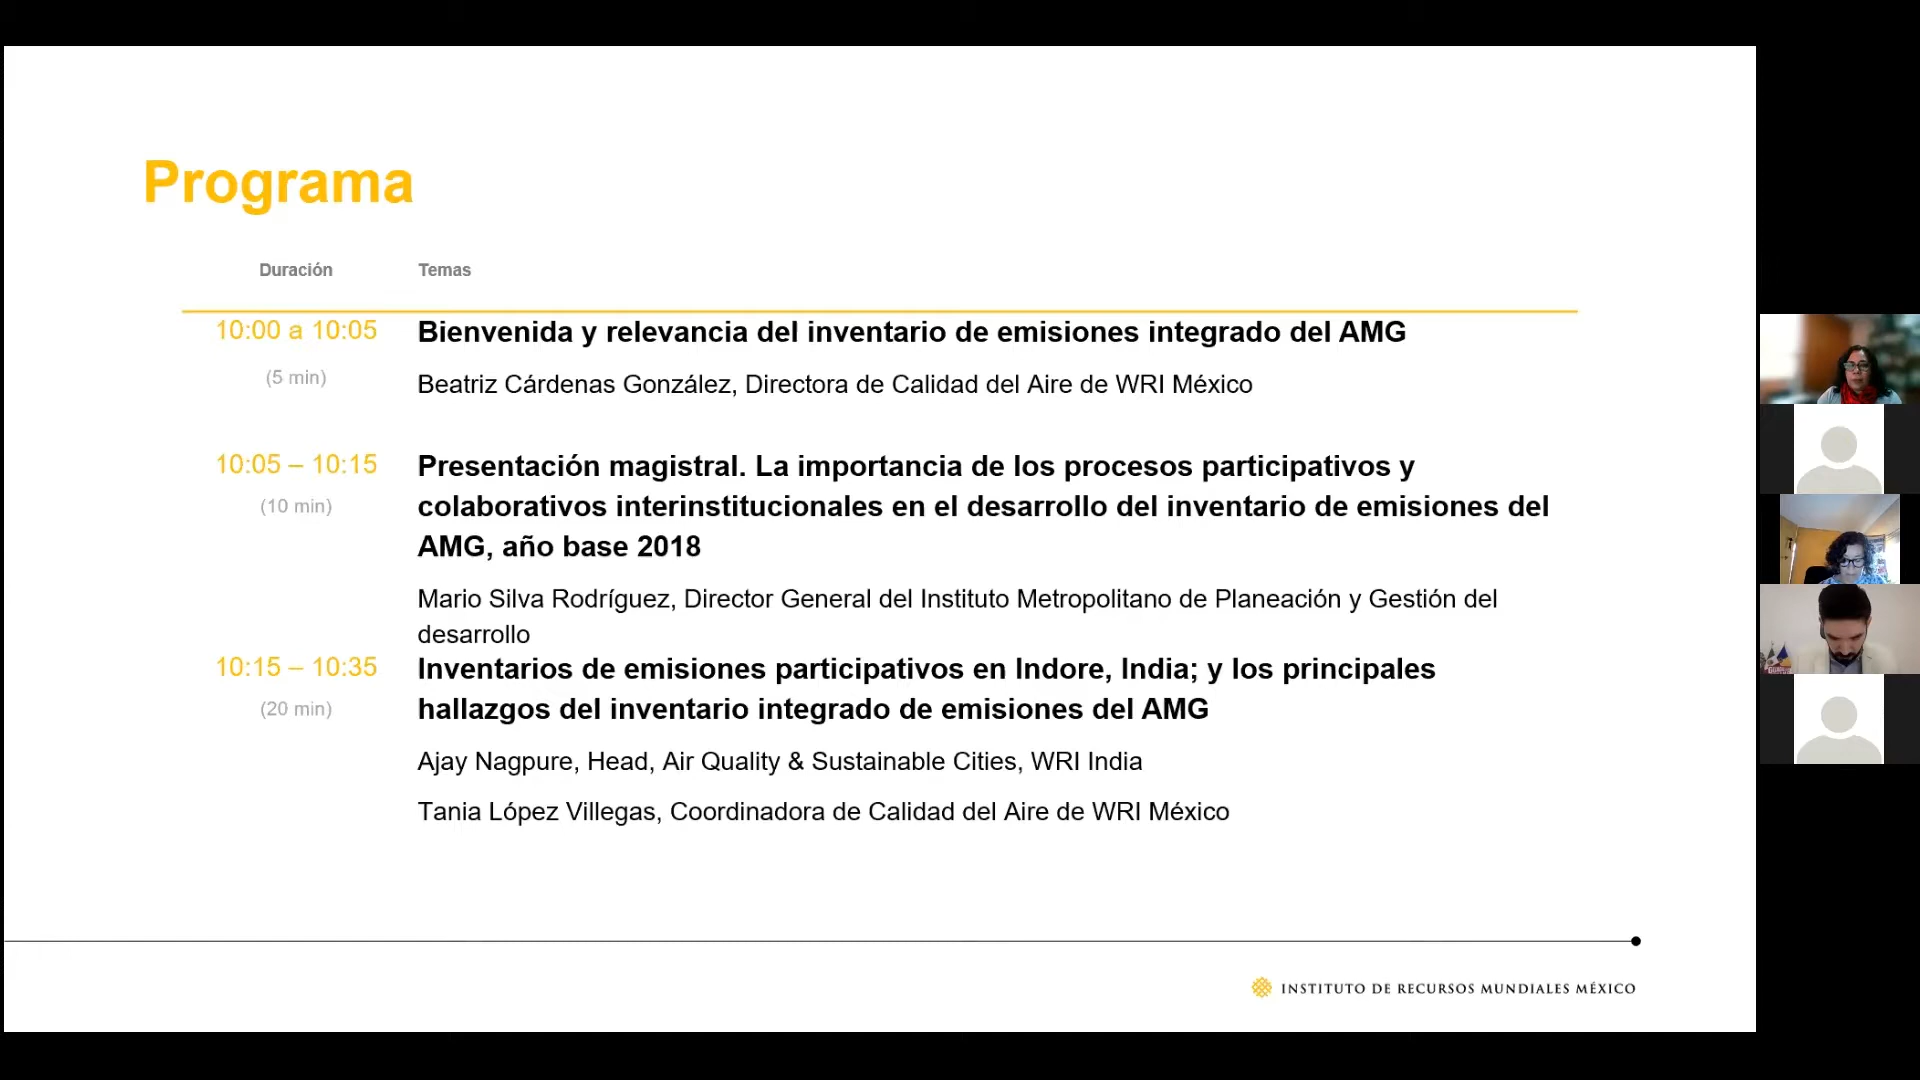 Programa
Duración Temas
10:00 a 10:05 Bienvenida y relevancia del inventario de emisiones integrado del AMG
(5 min) Beatriz Cárdenas González, Directora de Calidad del Aire de WRI México
10:05 – 10:15 Presentación magistral. La importancia de los procesos participativos y
(10 min) colaborativos interinstitucionales en el desarrollo del inventario de emisiones del
AMG, año base 2018
Mario Silva Rodríguez, Director General del Instituto Metropolitano de Planeación y Gestión del
desarrollo
10:15 – 10:35 Inventarios de emisiones participativos en Indore, India; y los principales
(20 min) hallazgos del inventario integrado de emisiones del AMG
Ajay Nagpure, Head, Air Quality & Sustainable Cities, WRI India
Tania López Villegas, Coordinadora de Calidad del Aire de WRI México
INSTITUTO DE RECURSOS MUNDIALES MÉXICO